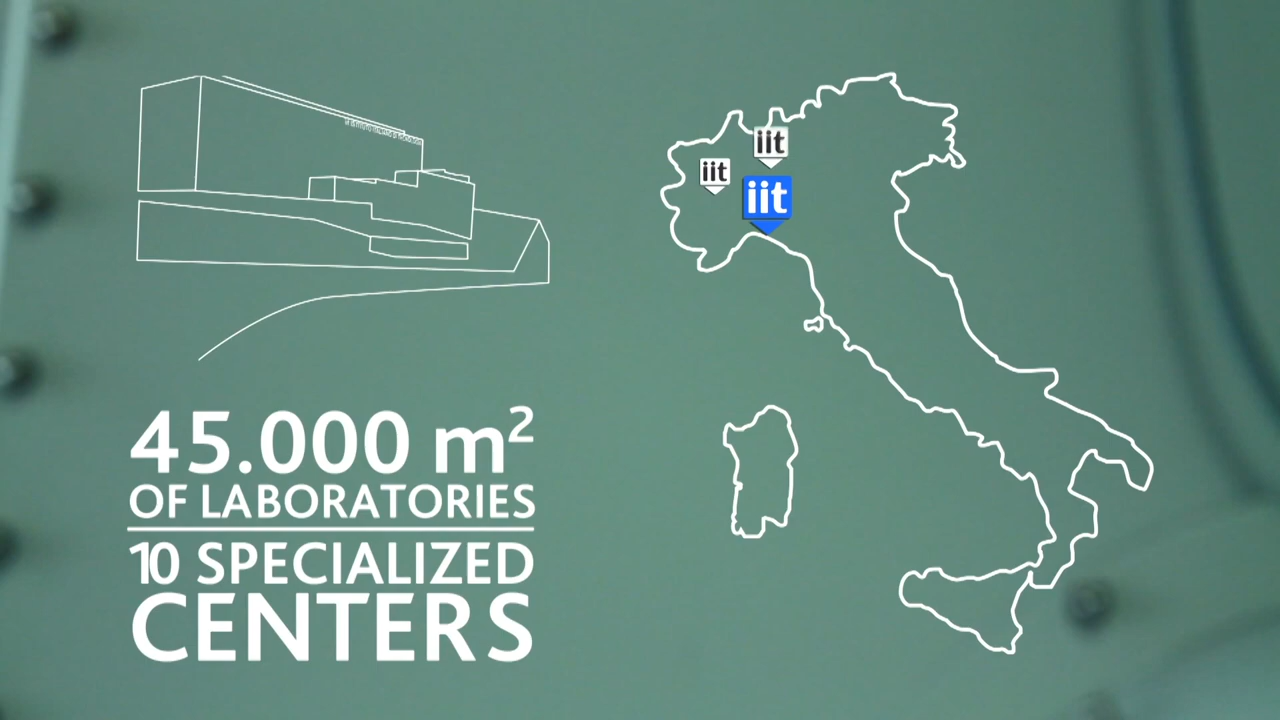 45.000 m²
OF LABORATORIES
10 SPECIALIZED
CENTERS
iit
iit
iit